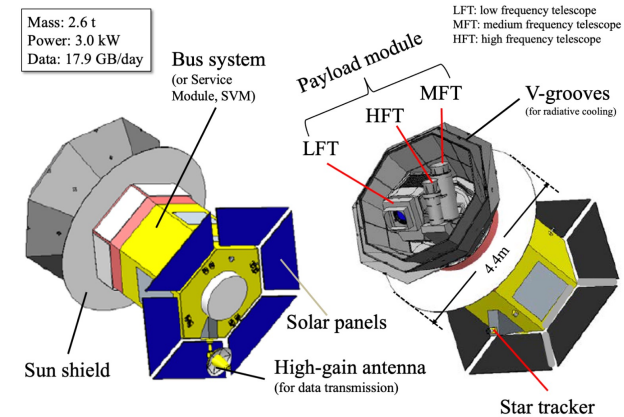 Mass: 2.6 t
Power: 3.0 kW
Data: 17.9 GB/day
LFT: low frequency telescope
MFT: medium frequency telescope
HFT: high frequency telescope
Bus system
(or Service
Module, SVM)
Payload module
MFT
HFT
LFT
V-grooves
(for radiative cooling)
4.4m
Solar panels
Sun shield
High-gain antenna
(for data transmission)
Star tracker